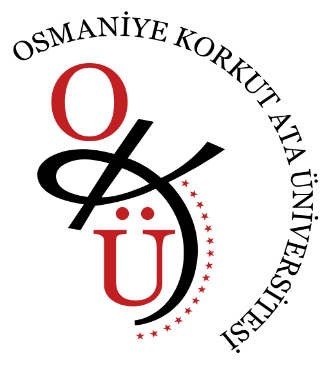 OSMANİYE KORKUT ATA ÜNİVERSİTESİ
O
K
Ü